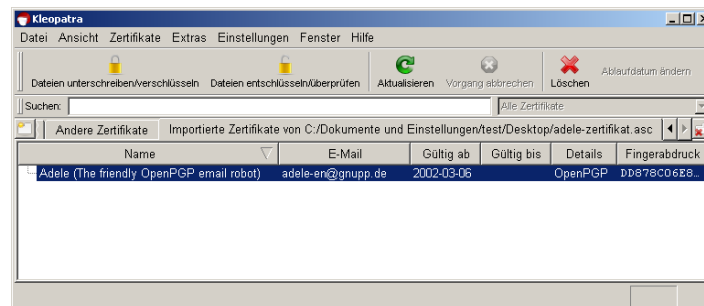 Kleopatra
Datei Ansicht Zertifikate Extras Einstellungen Fenster Hilfe
Dateien unterschreiben/verschlüsseln Dateien entschlüsseln/überprüfen Aktualisieren Vorgang abbrechen Löschen Ablaufdatum ändern
Suchen: Alle Zertifikate
Andere Zertifikate Importierte Zertifikate von C:/Dokumente und Einstellungen/test/Desktop/adele-zertifikat.asc
Name E-Mail Gültig ab Gültig bis Details Fingerabdruck
Adele (The friendly OpenPGP email robot) adele-en@gnupp.de 2002-03-06 OpenPGP DD878C06E8...